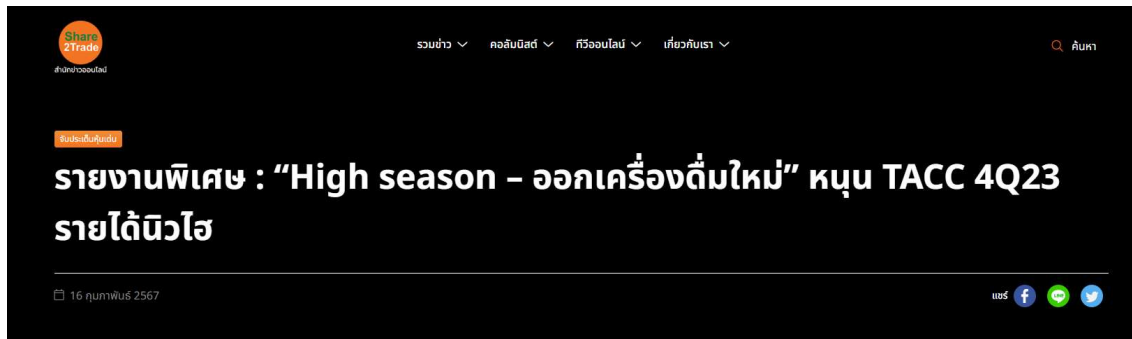 Share
2Trade
สำนักข่าวออนไลน์
รวมข่าว คอลัมนิสต์ ทีวีออนไลน์ เกี่ยวกับเรา ค้นหา
จับประเด็นหุ้นเด่น
รายงานพิเศษ : “High season – ออกเครื่องดื่มใหม่” หนุน TACC 4Q23
รายได้นิวไฮ
16 กุมภาพันธ์ 2567 แชร์
LINE